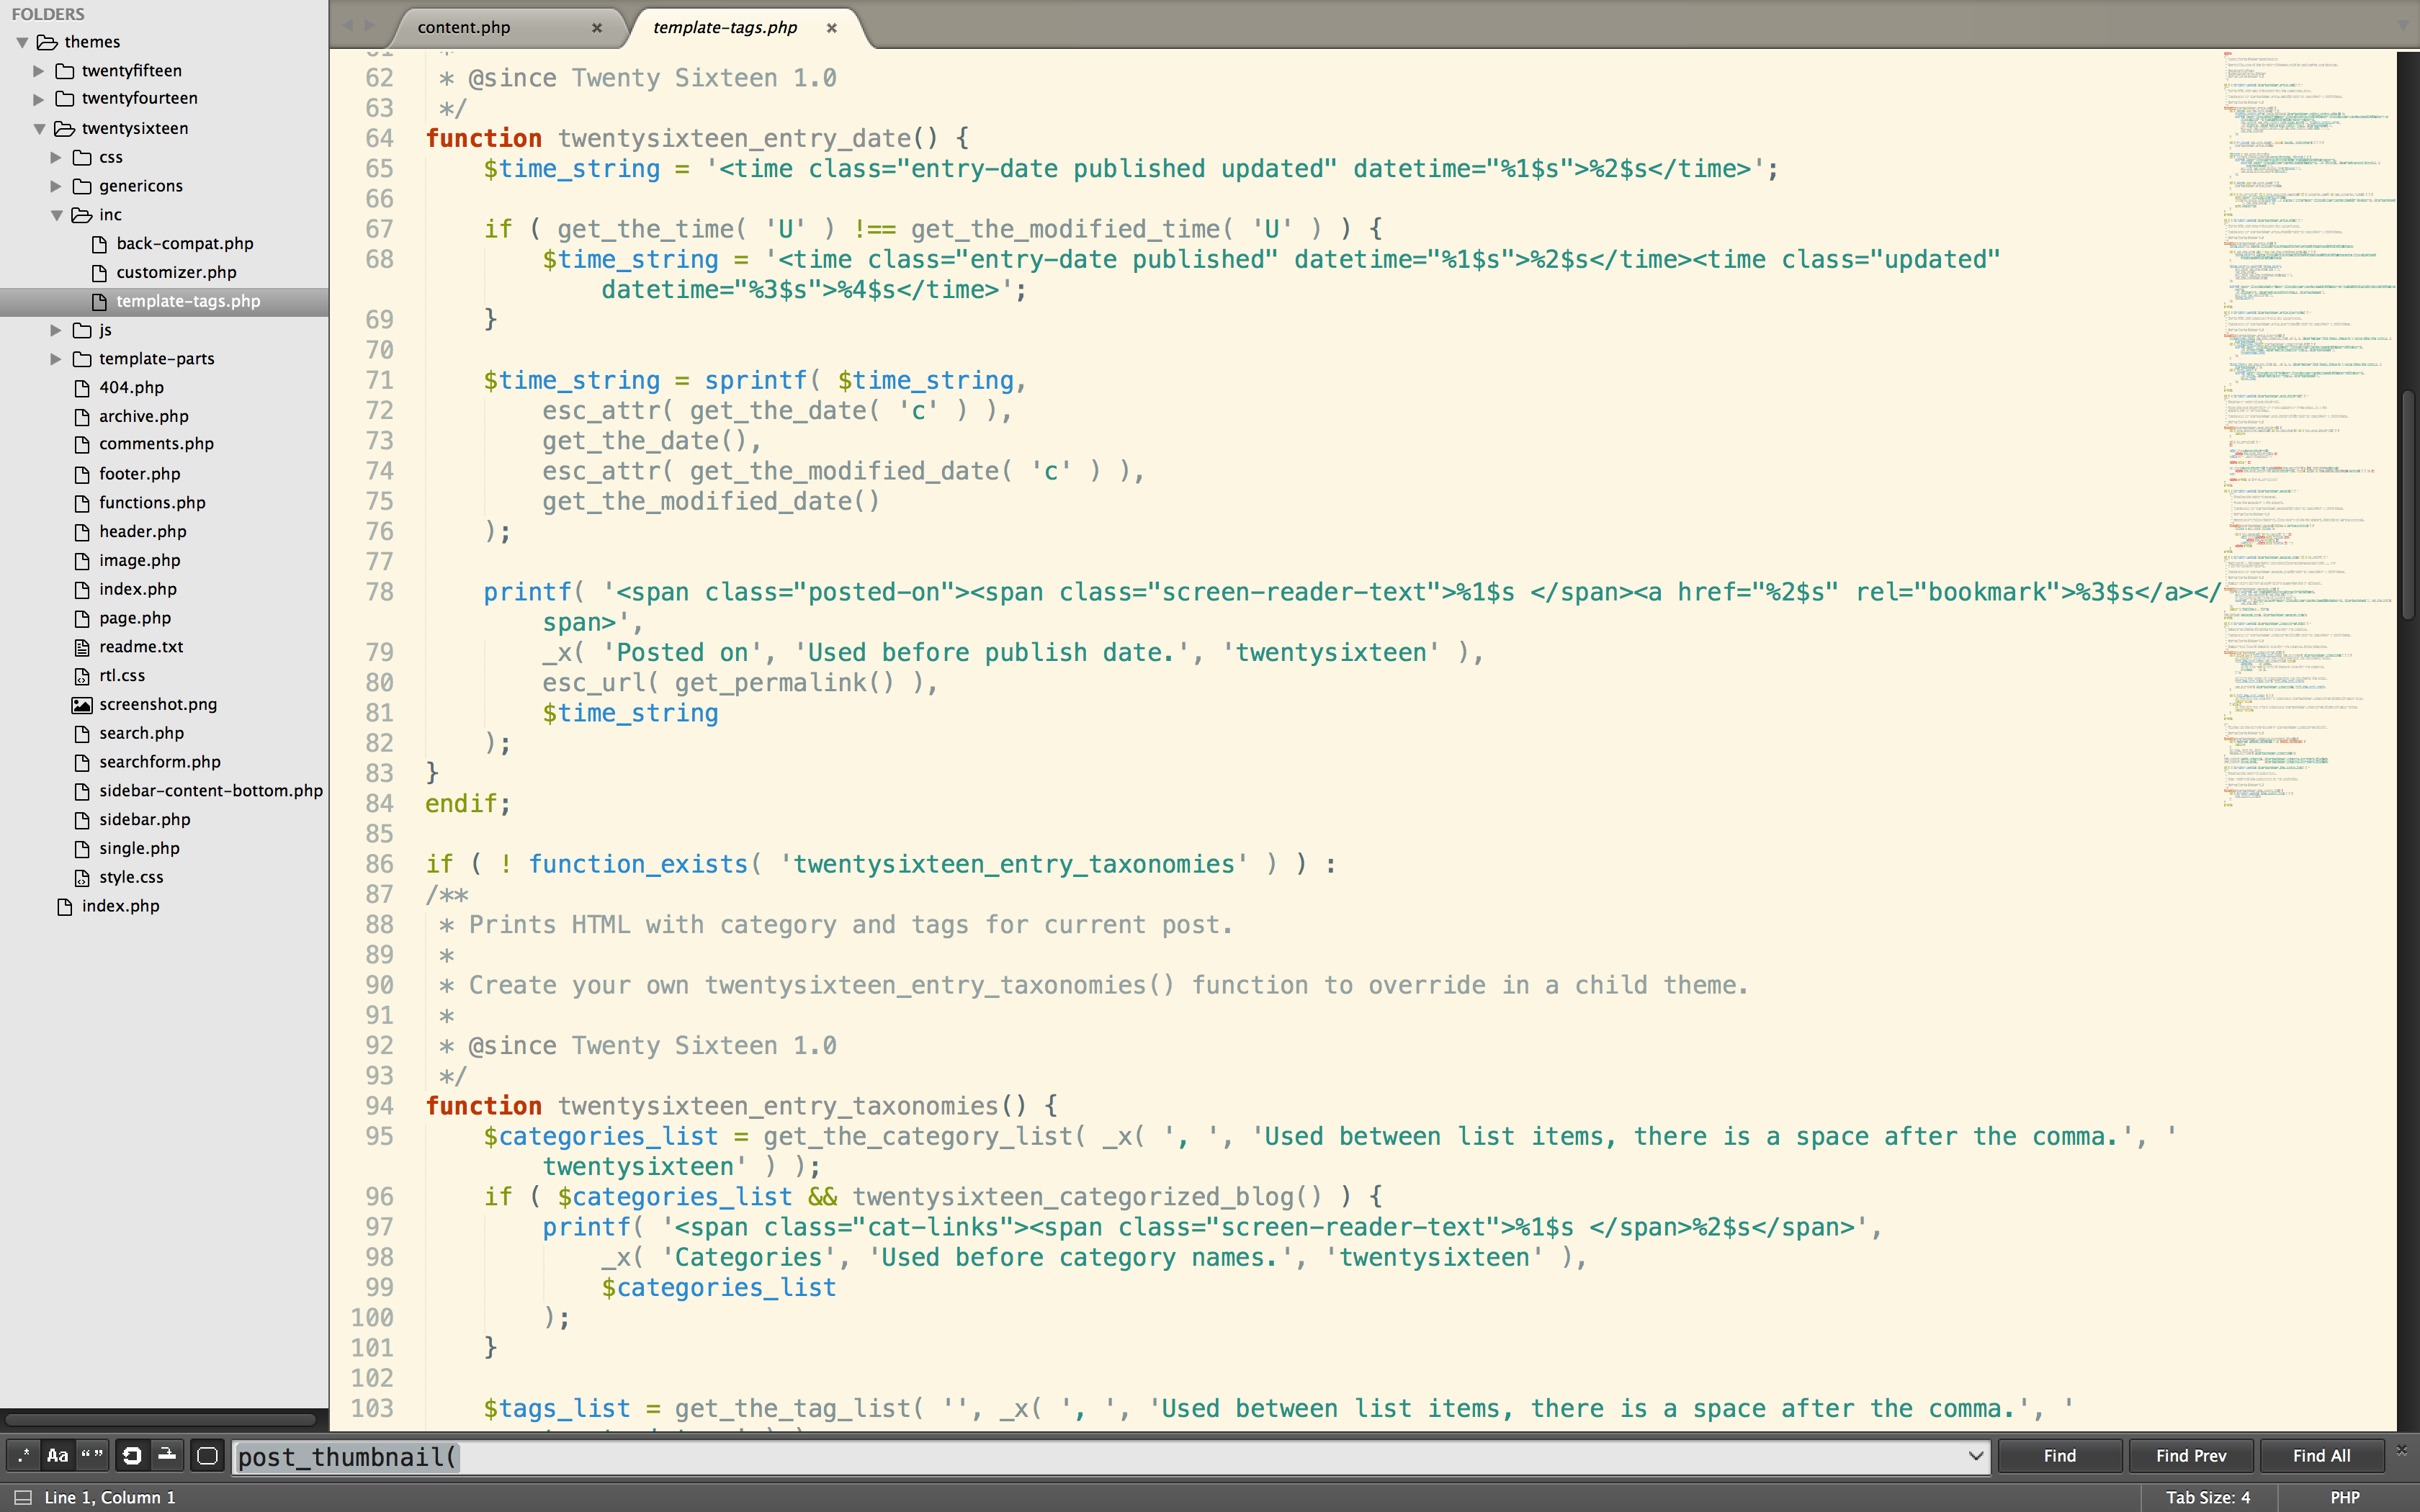 FOLDERS
themes
twentyfifteen
twentyfourteen
twentysixteen
css
genericons
inc
back-compat.php
customizer.php
template-tags.php
js
template-parts
404.php
archive.php
comments.php
footer.php
functions.php
header.php
image.php
index.php
page.php
readme.txt
rtl.css
screenshot.png
search.php
searchform.php
sidebar-content-bottom.php
sidebar.php
single.php
style.css
index.php
content.php ×
template-tags.php ×
62 * @since Twenty Sixteen 1.0
63 */
64 function twentysixteen_entry_date() {
65 $time_string = '<time class="entry-date published updated" datetime="%1$s">%2$s</time>';
66
67 if ( get_the_time( 'U' ) !== get_the_modified_time( 'U' ) ) {
68 $time_string = '<time class="entry-date published" datetime="%1$s">%2$s</time><time class="updated"
datetime="%3$s">%4$s</time>';
69 }
70
71 $time_string = sprintf( $time_string,
72 esc_attr( get_the_date( 'c' ) ),
73 get_the_date(),
74 esc_attr( get_the_modified_date( 'c' ) ),
75 get_the_modified_date()
76 );
77
78 printf( '<span class="posted-on"><span class="screen-reader-text">%1$s </span><a href="%2$s" rel="bookmark">%3$s</a></
span>',
79 _x( 'Posted on', 'Used before publish date.', 'twentysixteen' ),
80 esc_url( get_permalink() ),
81 $time_string
82 );
83 }
84 endif;
85
86 if ( ! function_exists( 'twentysixteen_entry_taxonomies' ) ) :
87 /**
88 * Prints HTML with category and tags for current post.
89 *
90 * Create your own twentysixteen_entry_taxonomies() function to override in a child theme.
91 *
92 * @since Twenty Sixteen 1.0
93 */
94 function twentysixteen_entry_taxonomies() {
95 $categories_list = get_the_category_list( _x( ', ', 'Used between list items, there is a space after the comma.', '
twentysixteen' ) );
96 if ( $categories_list && twentysixteen_categorized_blog() ) {
97 printf( '<span class="cat-links"><span class="screen-reader-text">%1$s </span>%2$s</span>',
98 _x( 'Categories', 'Used before category names.', 'twentysixteen' ),
99 $categories_list
100 );
101 }
102
103 $tags_list = get_the_tag_list( '', _x( ', ', 'Used between list items, there is a space after the comma.', '
.* Aa “” post_thumbnail( Find Find Prev Find All ×
Line 1, Column 1 Tab Size: 4 PHP